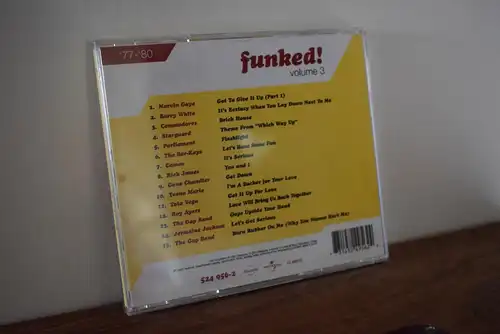 '77-'80
funked!
volume 3
1. Marvin Gaye Got To Give It Up (Part 1)
2. Barry White It's Ecstasy When You Lay Down Next To Me
3. Commodores Brick House
4. Stargard Theme From "Which Way Is Up"
5. Parliament Flashlight
6. The Bar-Kays Let's Have Some Fun
7. Cameo It's Serious
8. Rick James You and I
9. Gene Chandler Get Down
10. Teena Marie I'm A Sucker for Your Love
11. Tata Vega Get It Up For Love
12. Roy Ayers Love Will Bring Us Back Together
13. The Gap Band Oops Upside Your Head
14. Jermaine Jackson Let's Get Serious
15. The Gap Band Burn Rubber On Me (Why You Wanna Hurt Me)
524 956-2